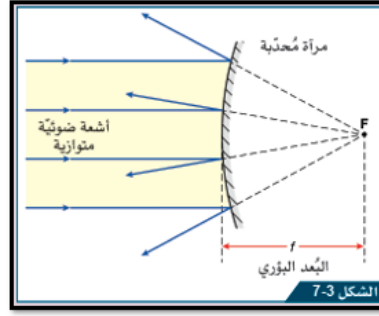 مرآة مُحدّبة
F
أشعة ضوئيّة
متوازية
f
البُعد البؤري
الشكل 3-7